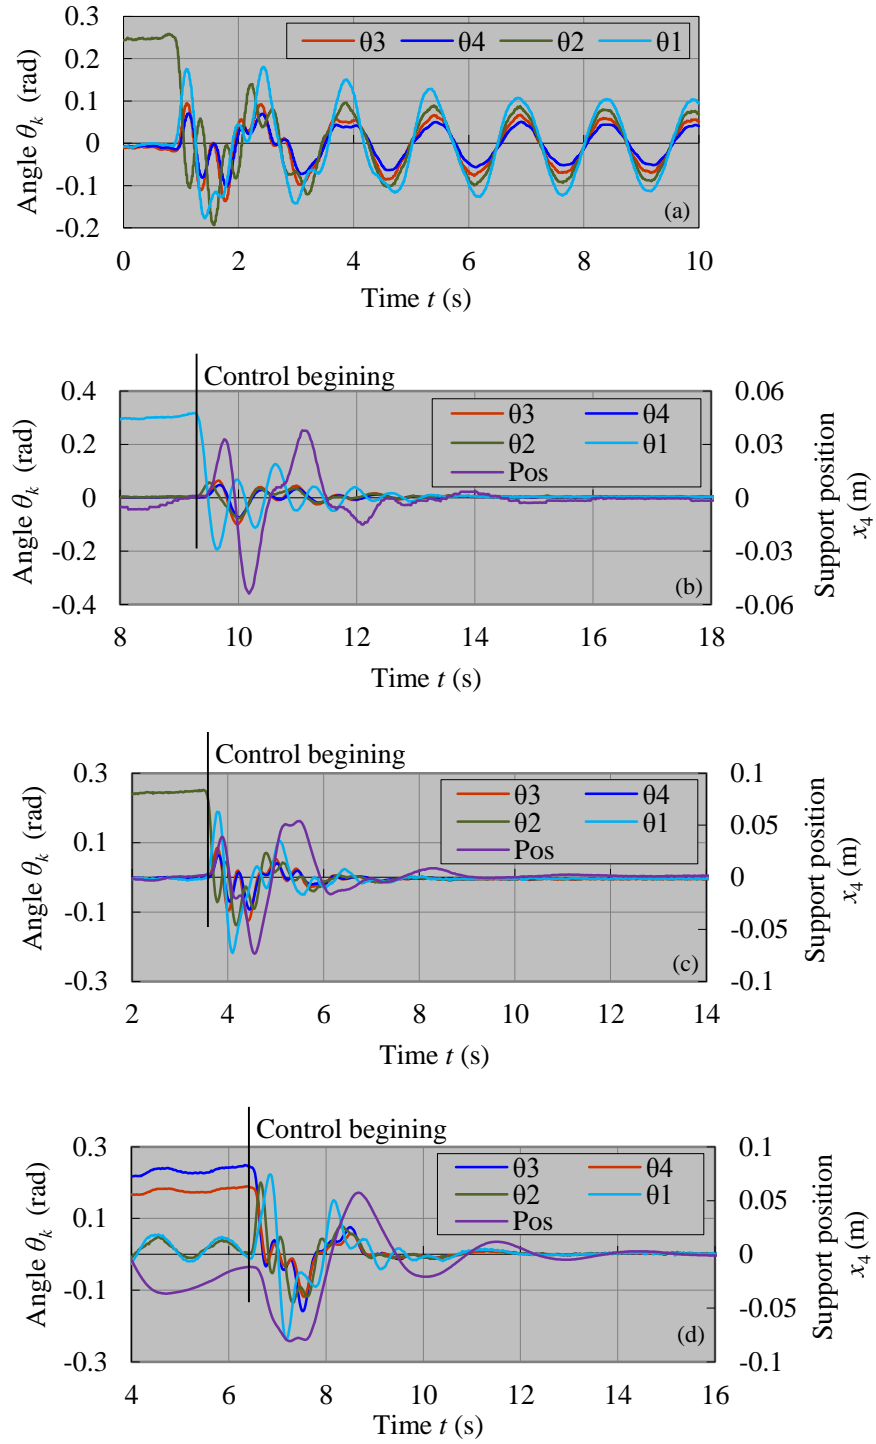 0.3
0.2
0.1
0
-0.1
-0.2
Angle θk (rad)
θ3 θ4 θ2 θ1
(a)
0 2 4 6 8 10
Time t (s)
Control begining
0.4
0.2
0
-0.2
-0.4
Angle θk (rad)
θ3 θ4
θ2 θ1
Pos
(b)
0.06
0.03
0
-0.03
-0.06
Support position
x4 (m)
8 10 12 14 16 18
Time t (s)
Control begining
0.3
0.1
-0.1
-0.3
Angle θk (rad)
θ3 θ4
θ2 θ1
Pos
(c)
0.1
0.05
0
-0.05
-0.1
Support position
x4 (m)
2 4 6 8 10 12 14
Time t (s)
Control begining
0.3
0.1
-0.1
-0.3
Angle θk (rad)
θ3 θ4
θ2 θ1
Pos
(d)
0.1
0.05
0
-0.05
-0.1
Support position
x4 (m)
4 6 8 10 12 14 16
Time t (s)